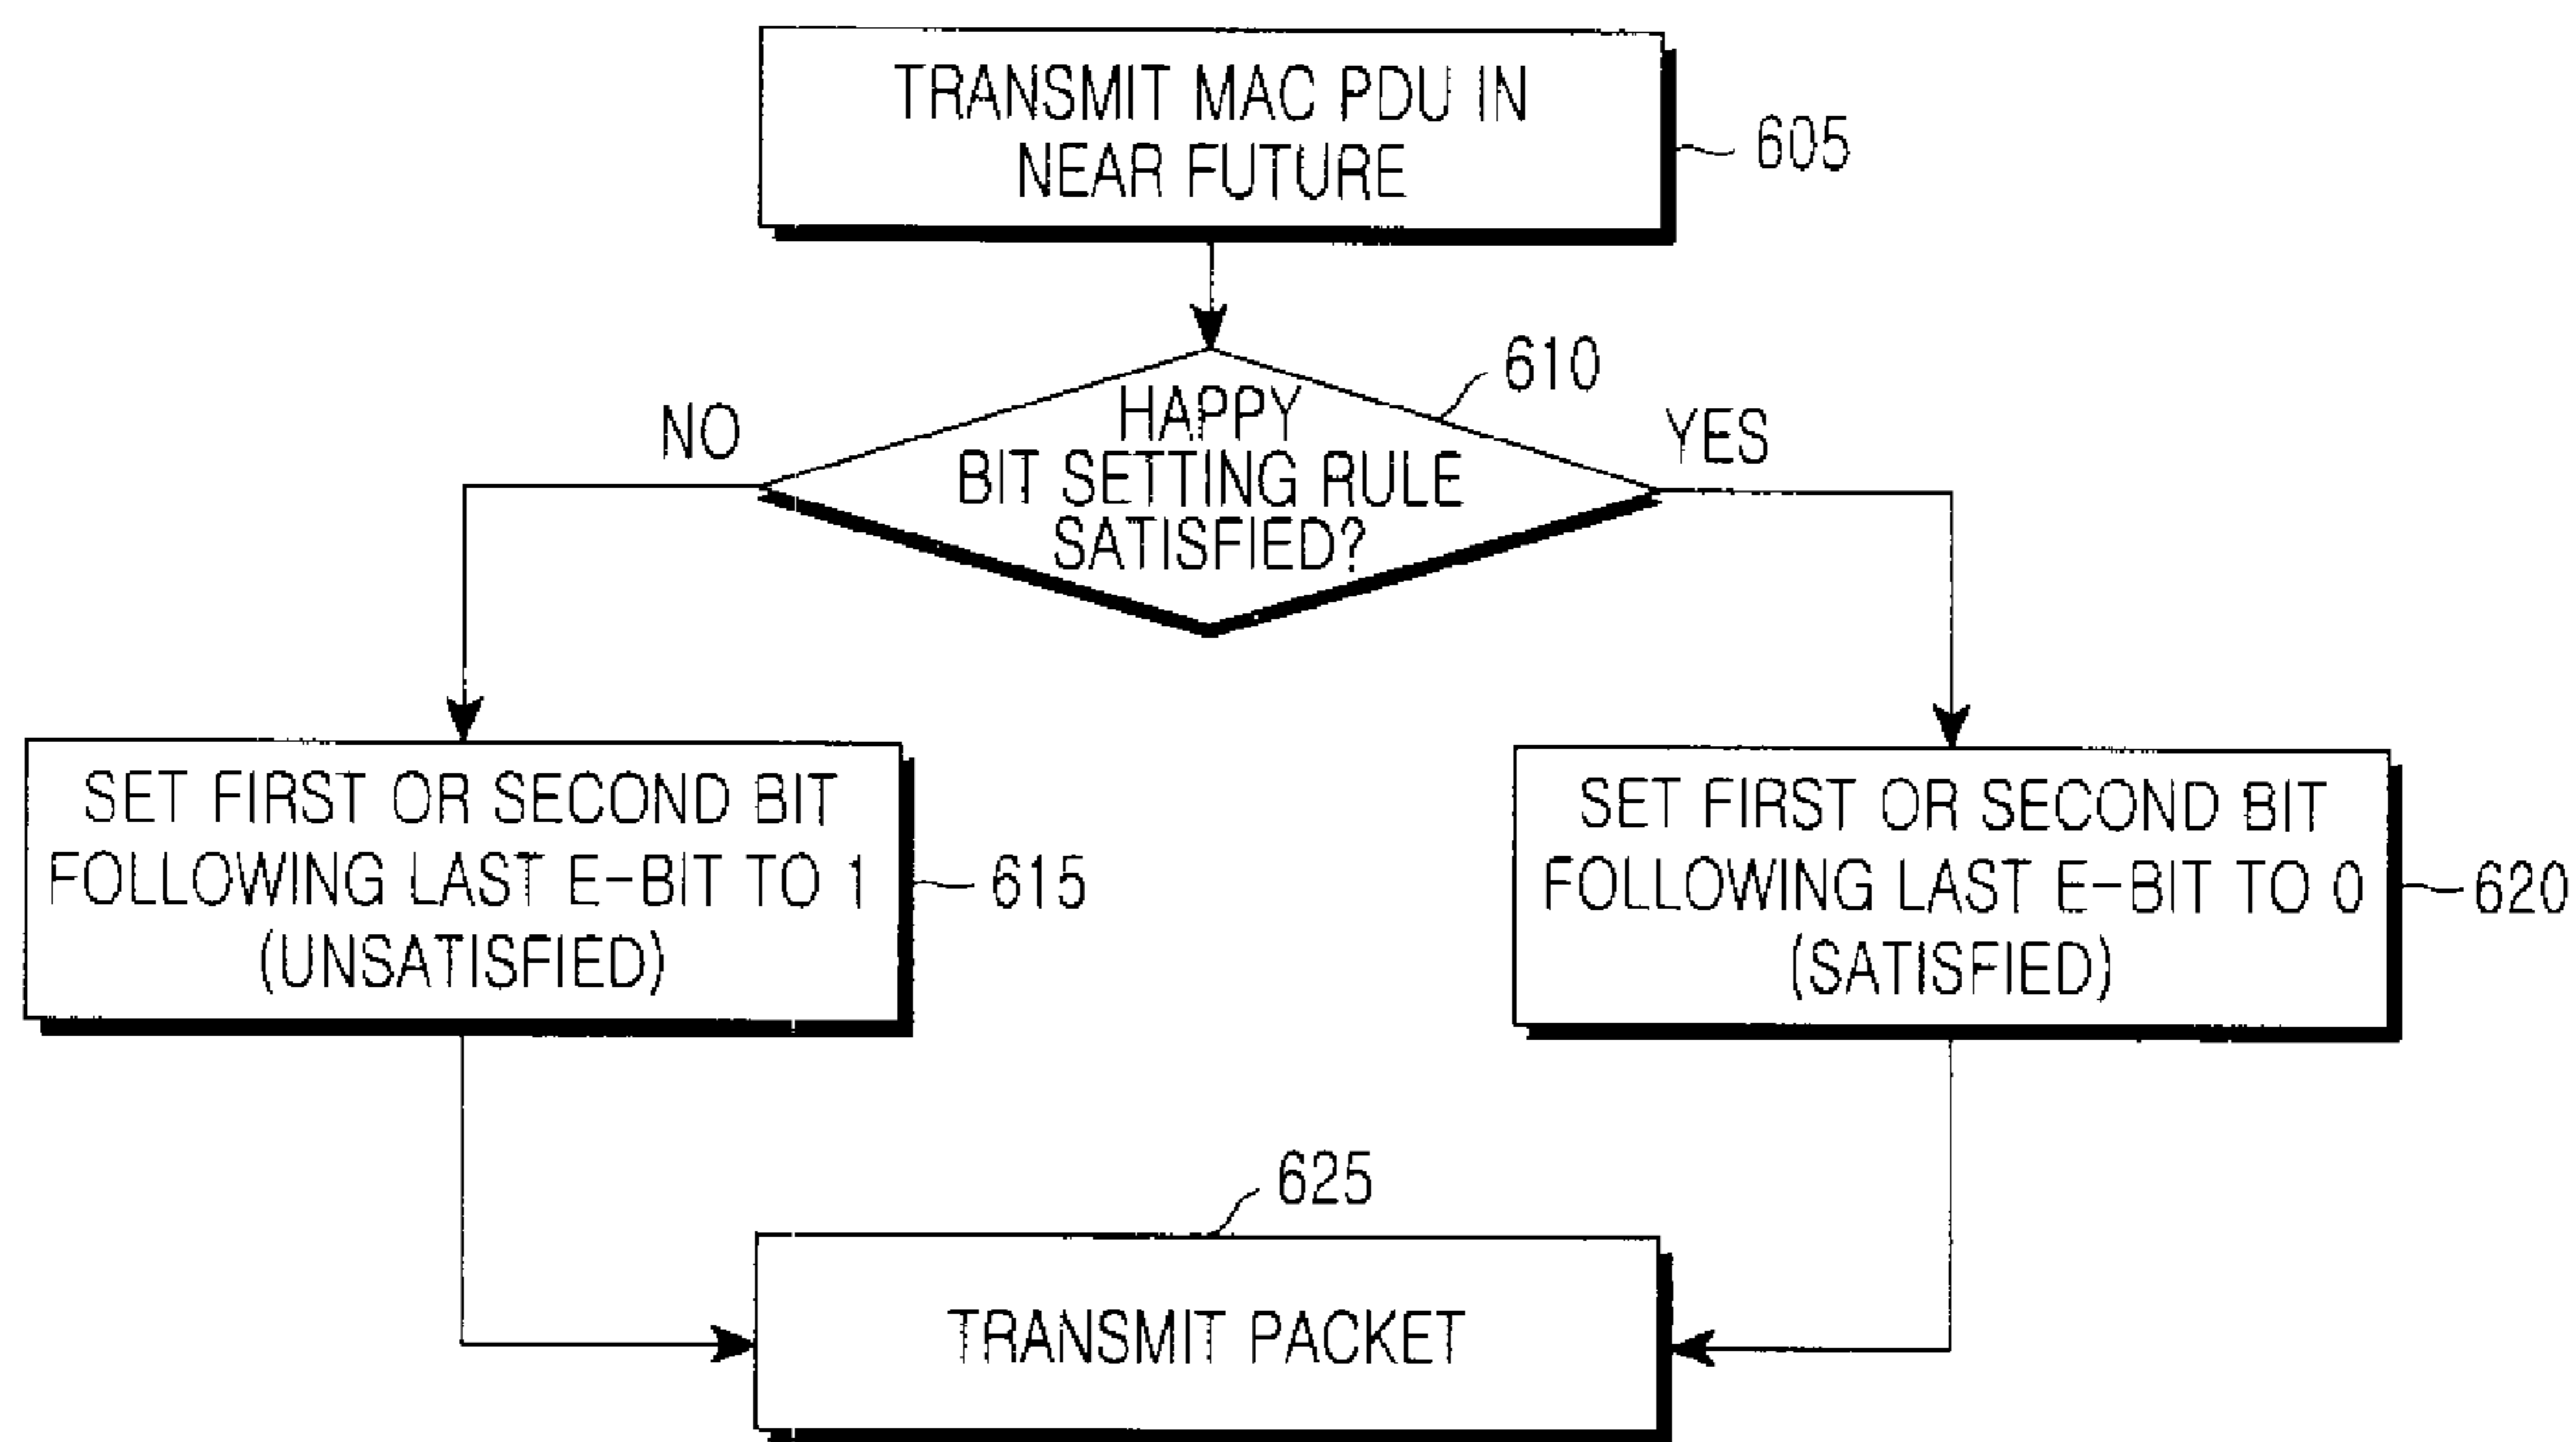 TRANSMIT MAC PDU IN
NEAR FUTURE
605
610
HAPPY
BIT SETTING RULE
SATISFIED?
NO
YES
SET FIRST OR SECOND BIT
FOLLOWING LAST E-BIT TO 1
(UNSATISFIED)
615
SET FIRST OR SECOND BIT
FOLLOWING LAST E-BIT TO 0
(SATISFIED)
620
625
TRANSMIT PACKET